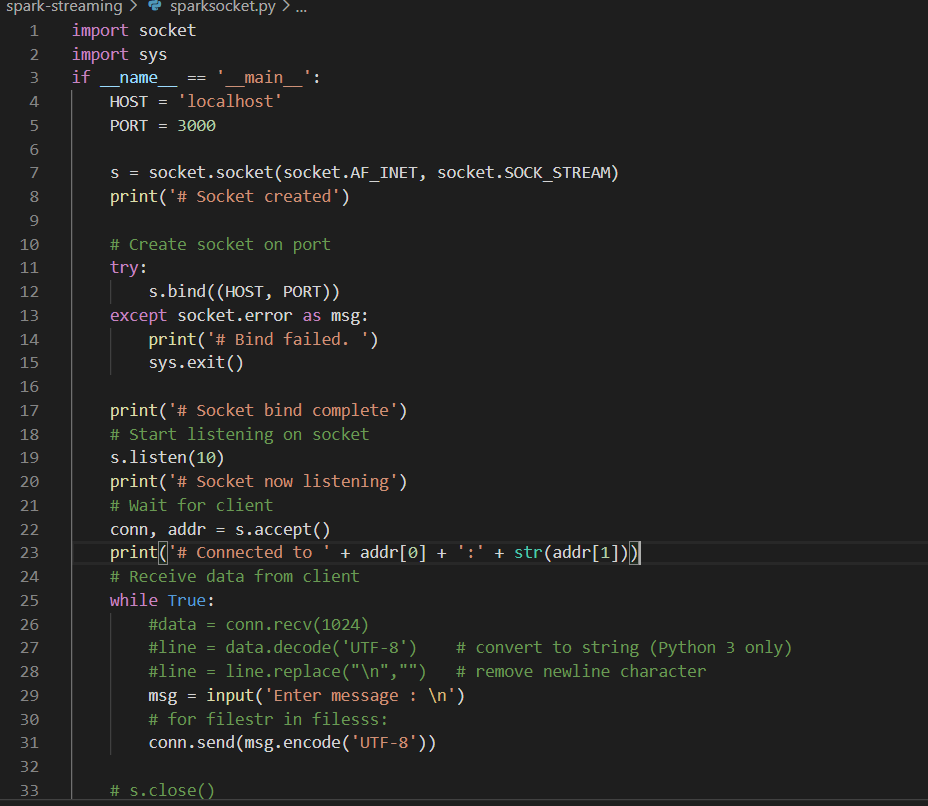 spark-streaming > sparksocket.py > ...
1 import socket
2 import sys
3 if __name__ == '__main__':
4     HOST = 'localhost'
5     PORT = 3000
6
7     s = socket.socket(socket.AF_INET, socket.SOCK_STREAM)
8     print('# Socket created')
9
10     # Create socket on port
11     try:
12         s.bind((HOST, PORT))
13     except socket.error as msg:
14         print('# Bind failed. ')
15         sys.exit()
16
17     print('# Socket bind complete')
18     # Start listening on socket
19     s.listen(10)
20     print('# Socket now listening')
21     # Wait for client
22     conn, addr = s.accept()
23     print('# Connected to ' + addr[0] + ':' + str(addr[1]))
24     # Receive data from client
25     while True:
26         #data = conn.recv(1024)
27         #line = data.decode('UTF-8')    # convert to string (Python 3 only)
28         #line = line.replace("\n","")   # remove newline character
29         msg = input('Enter message : \n')
30         # for filestr in filesss:
31         conn.send(msg.encode('UTF-8'))
32
33     # s.close()